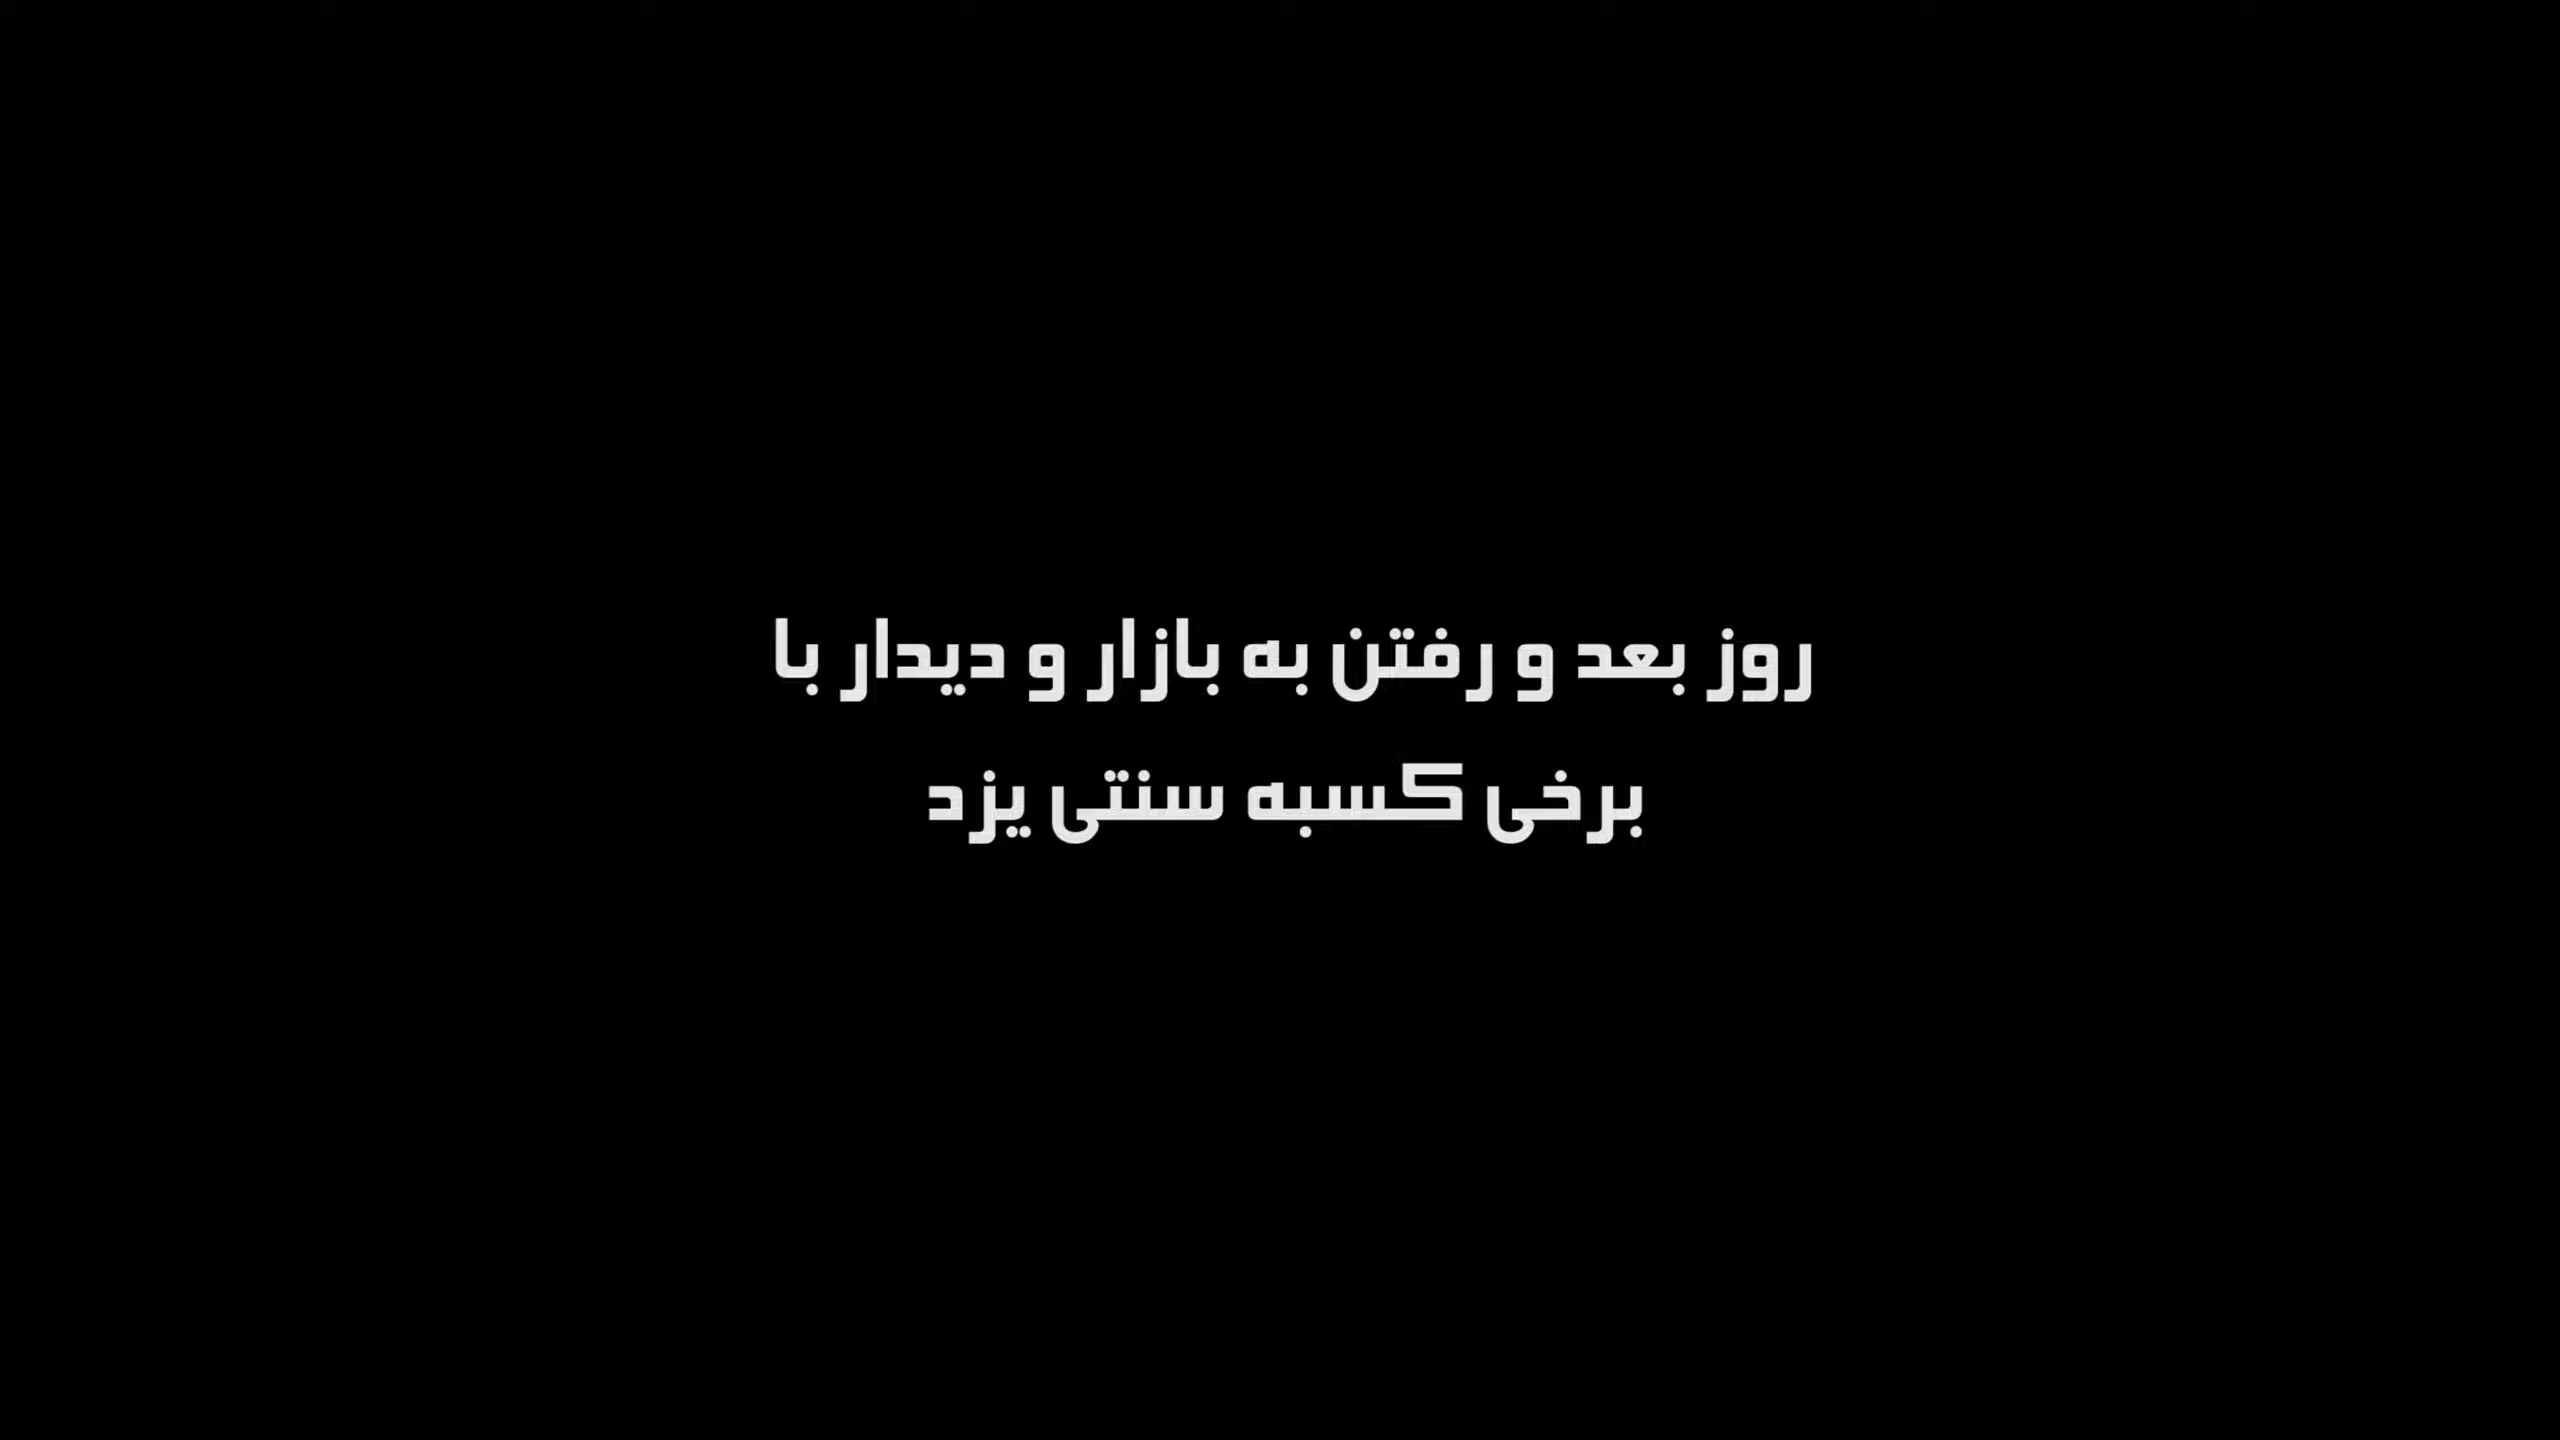 روز بعد و رفتن به بازار و دیدار با
برخی کسبه سنتی یزد